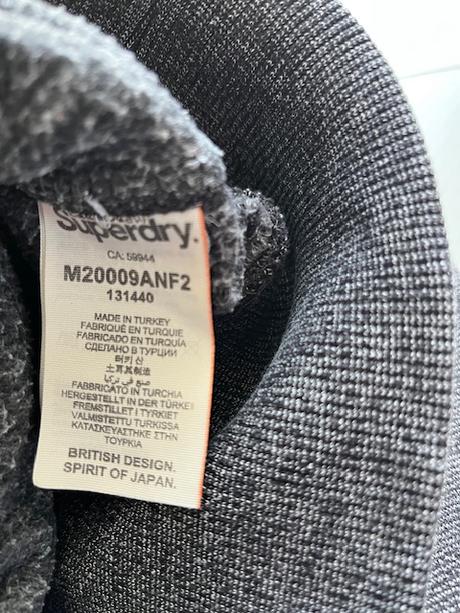 Superdry.
CA: 59944
M20009ANF2
131440
MADE IN TURKEY
FABRIQUÉ EN TURQUIE
FABRICADO EN TURQUÍA
СДЕЛАНО В ТУРЦИИ
터키 산
土耳其制造
صنع في تركيا
FABBRICATO IN TURCHIA
HERGESTELLT IN DER TÜRKEI
FREMSTILLET I TYRKIET
VALMISTETTU TURKISSA
ΚΑΤΑΣΚΕΥΑΣΤΗΚΕ ΣΤΗΝ
ΤΟΥΡΚΙΑ
BRITISH DESIGN.
SPIRIT OF JAPAN.